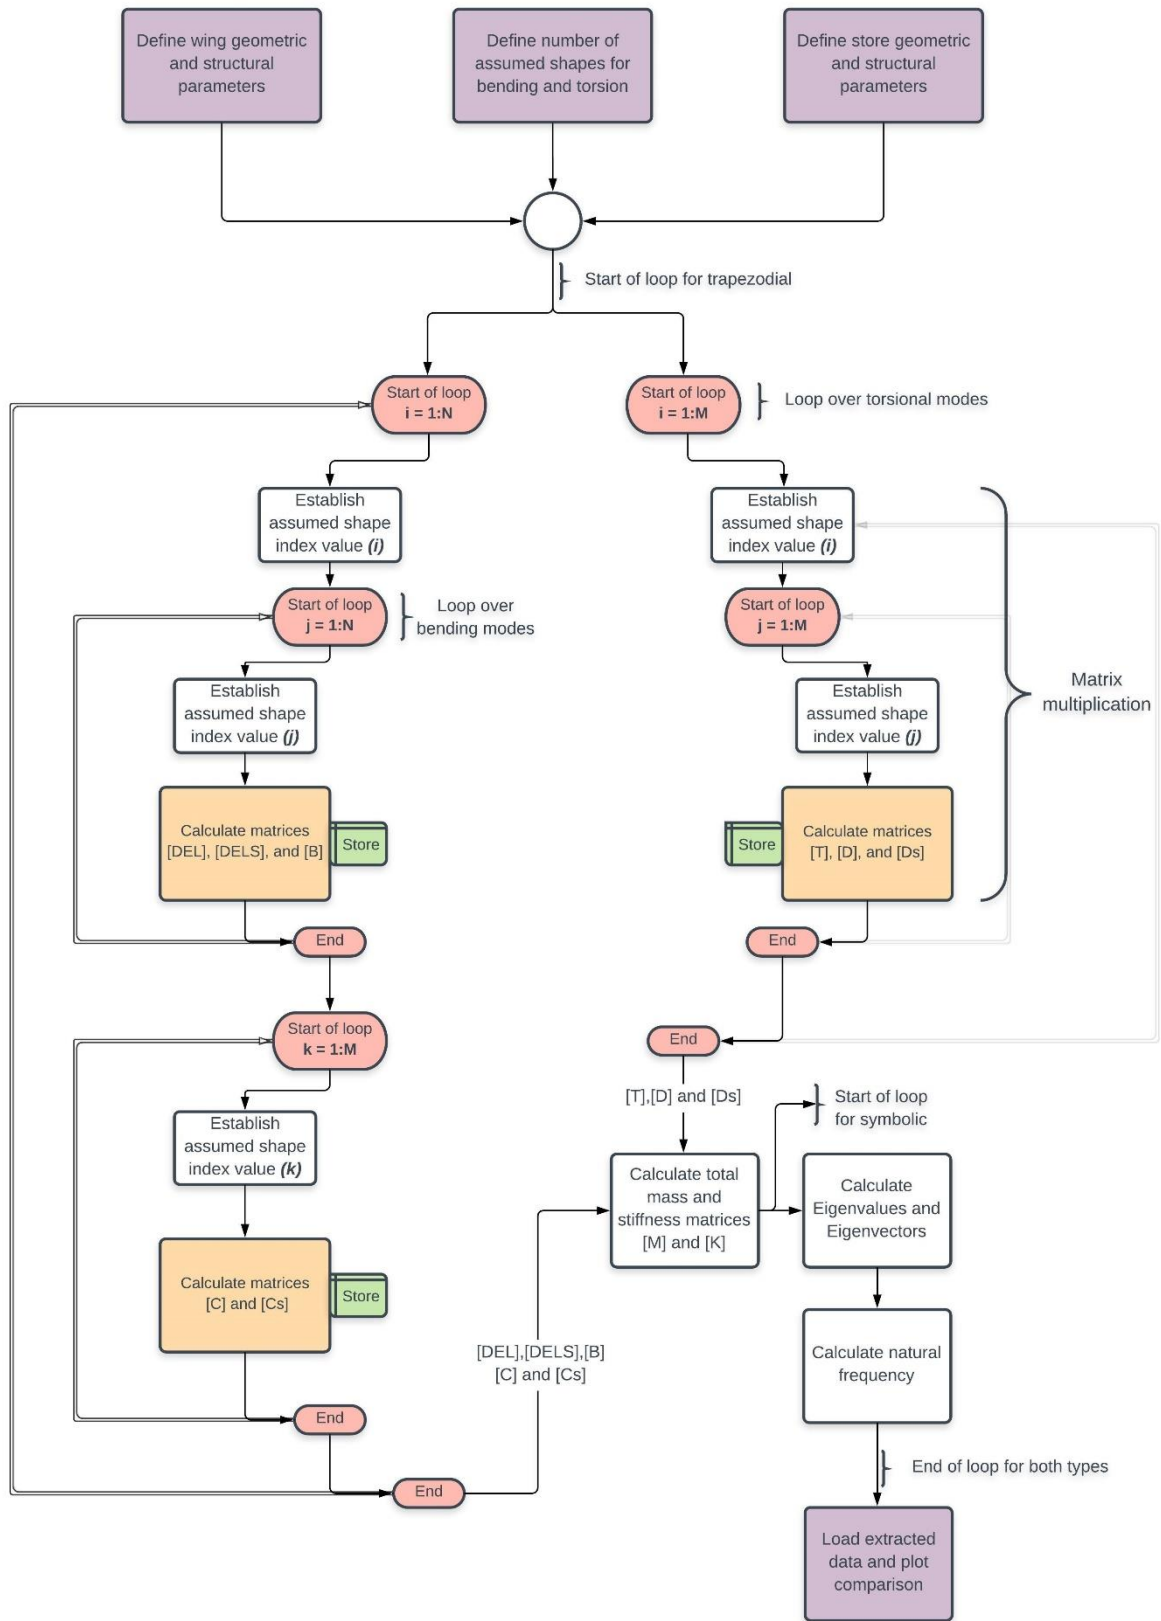 Define wing geometric
and structural
parameters
Define number of
assumed shapes for
bending and torsion
Define store geometric
and structural
parameters
Start of loop for trapezodial
Start of loop
i = 1:N
Start of loop
i = 1:M
Loop over torsional modes
Establish
assumed shape
index value (i)
Establish
assumed shape
index value (i)
Start of loop
j = 1:N
Loop over
bending modes
Start of loop
j = 1:M
Establish
assumed shape
index value (j)
Establish
assumed shape
index value (j)
Matrix
multiplication
Calculate matrices
[DEL], [DELS], and [B]
Store
Store
Calculate matrices
[T], [D], and [Ds]
End
End
Start of loop
k = 1:M
End
[T],[D] and [Ds]
Start of loop
for symbolic
Establish
assumed shape
index value (k)
Calculate total
mass and
stiffness matrices
[M] and [K]
Calculate
Eigenvalues and
Eigenvectors
Calculate matrices
[C] and [Cs]
Store
[DEL],[DELS],[B]
[C] and [Cs]
Calculate natural
frequency
End
End
End of loop for both types
Load extracted
data and plot
comparison